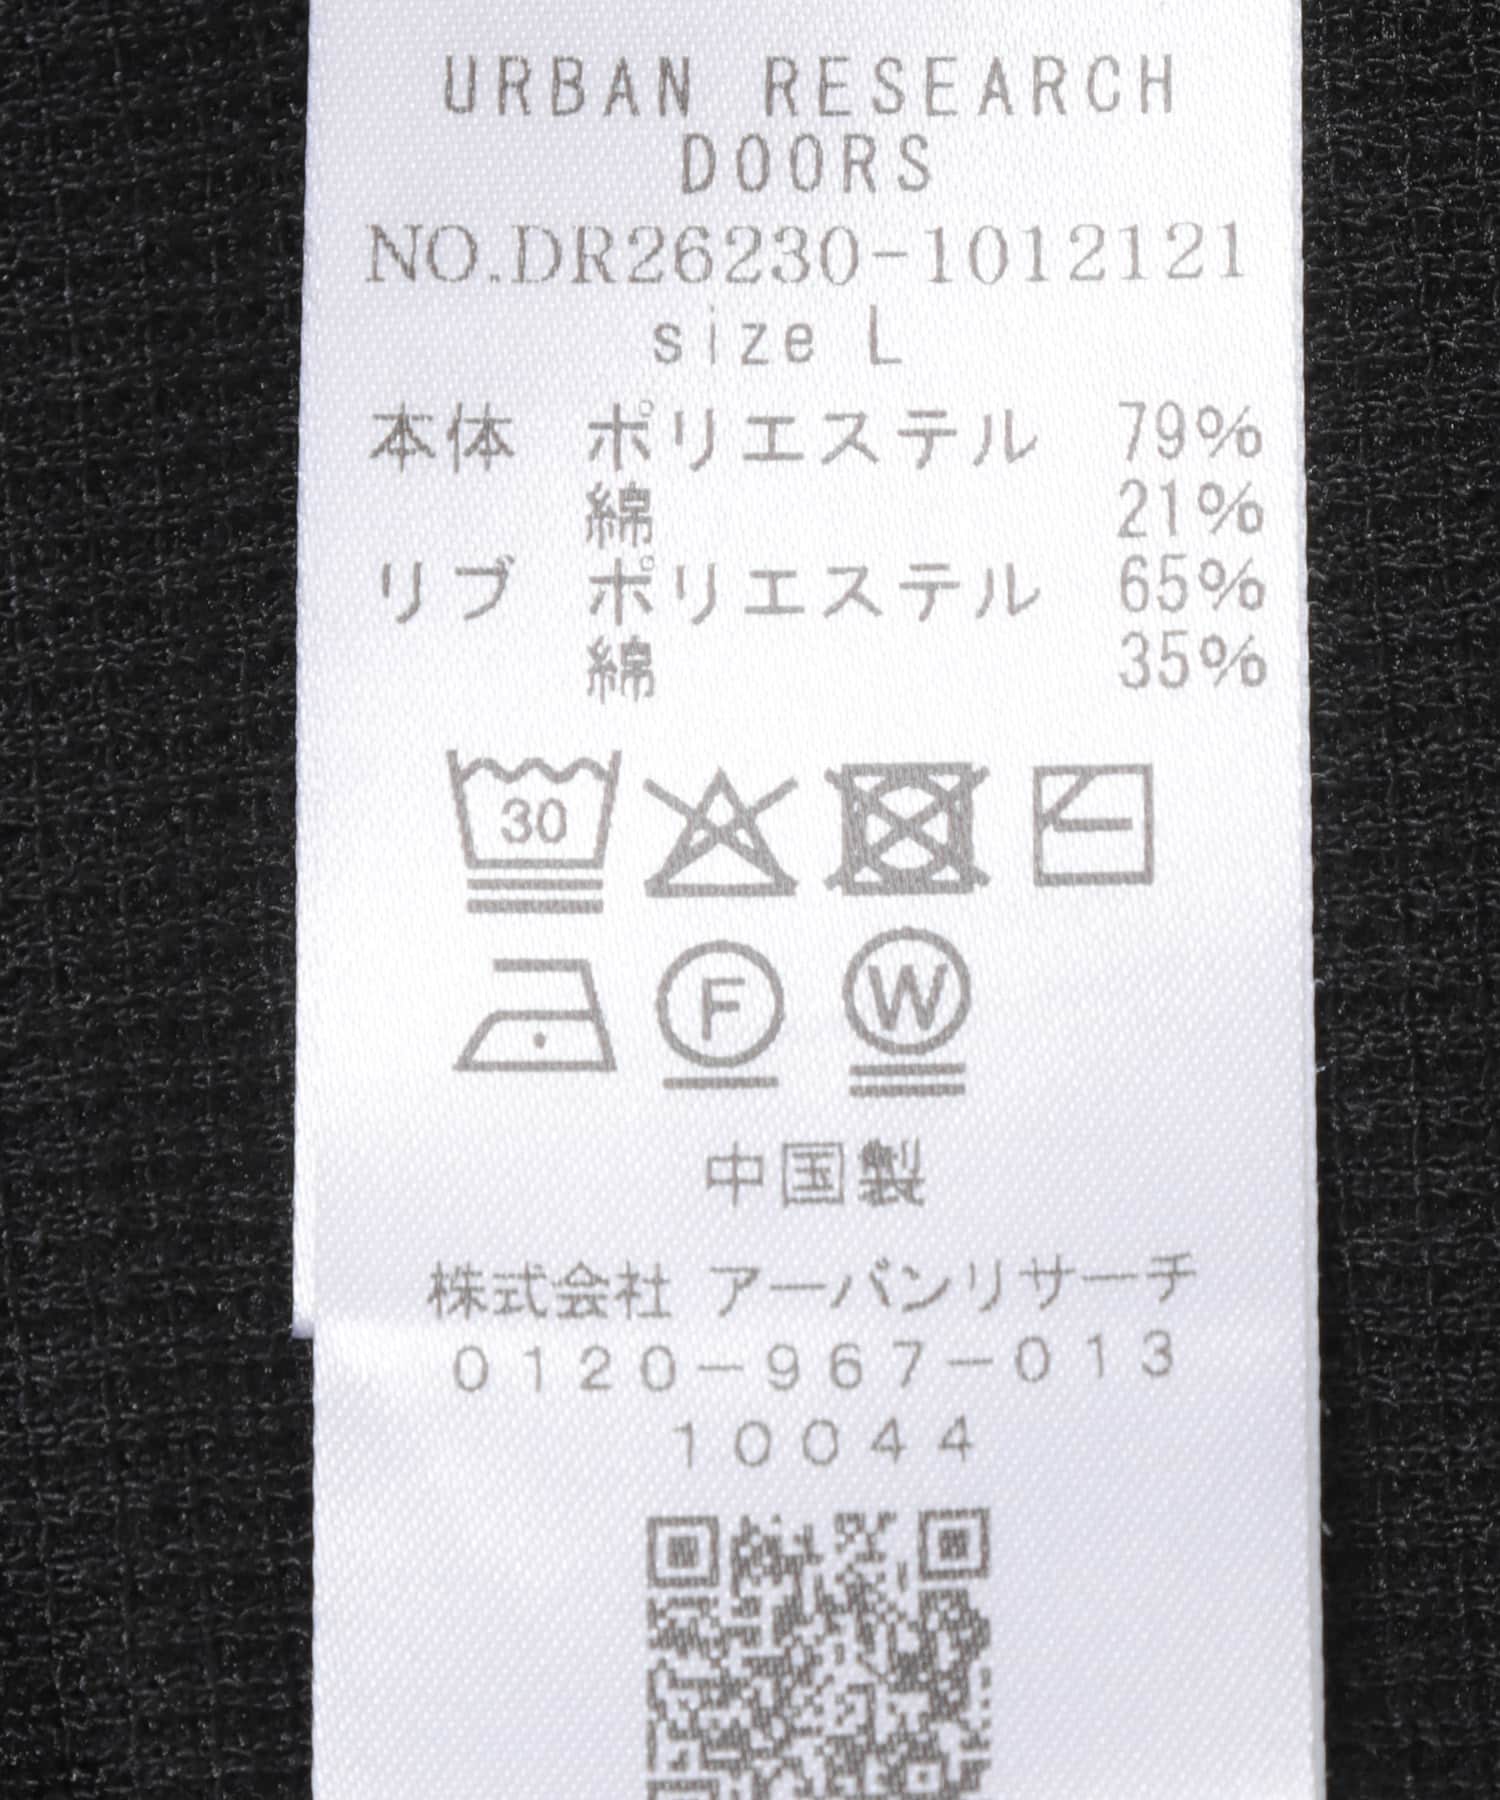 URBAN RESEARCH
DOORS
NO.DR26230-1012121
size L
本体 ポリエステル 79%
綿 21%
リブ ポリエステル 65%
綿 35%
30
F W
中国製
株式会社 アーバンリサーチ
0120-967-013
10044